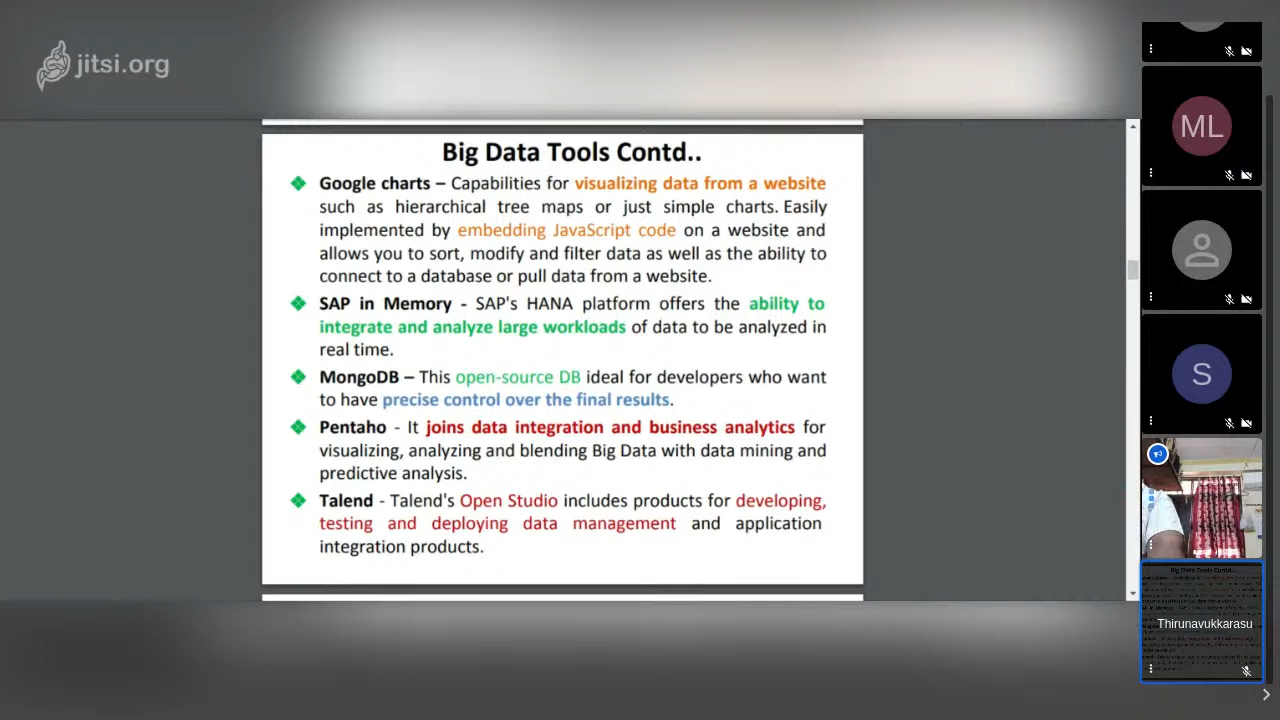 jitsi.org
Big Data Tools Contd..
Google charts – Capabilities for visualizing data from a website
such as hierarchical tree maps or just simple charts. Easily
implemented by embedding JavaScript code on a website and
allows you to sort, modify and filter data as well as the ability to
connect to a database or pull data from a website.
SAP in Memory - SAP's HANA platform offers the ability to
integrate and analyze large workloads of data to be analyzed in
real time.
MongoDB – This open-source DB ideal for developers who want
to have precise control over the final results.
Pentaho - It joins data integration and business analytics for
visualizing, analyzing and blending Big Data with data mining and
predictive analysis.
Talend - Talend's Open Studio includes products for developing,
testing and deploying data management and application
integration products.
ML
S
Big Data Tools Contd..
Thirunavukkarasu